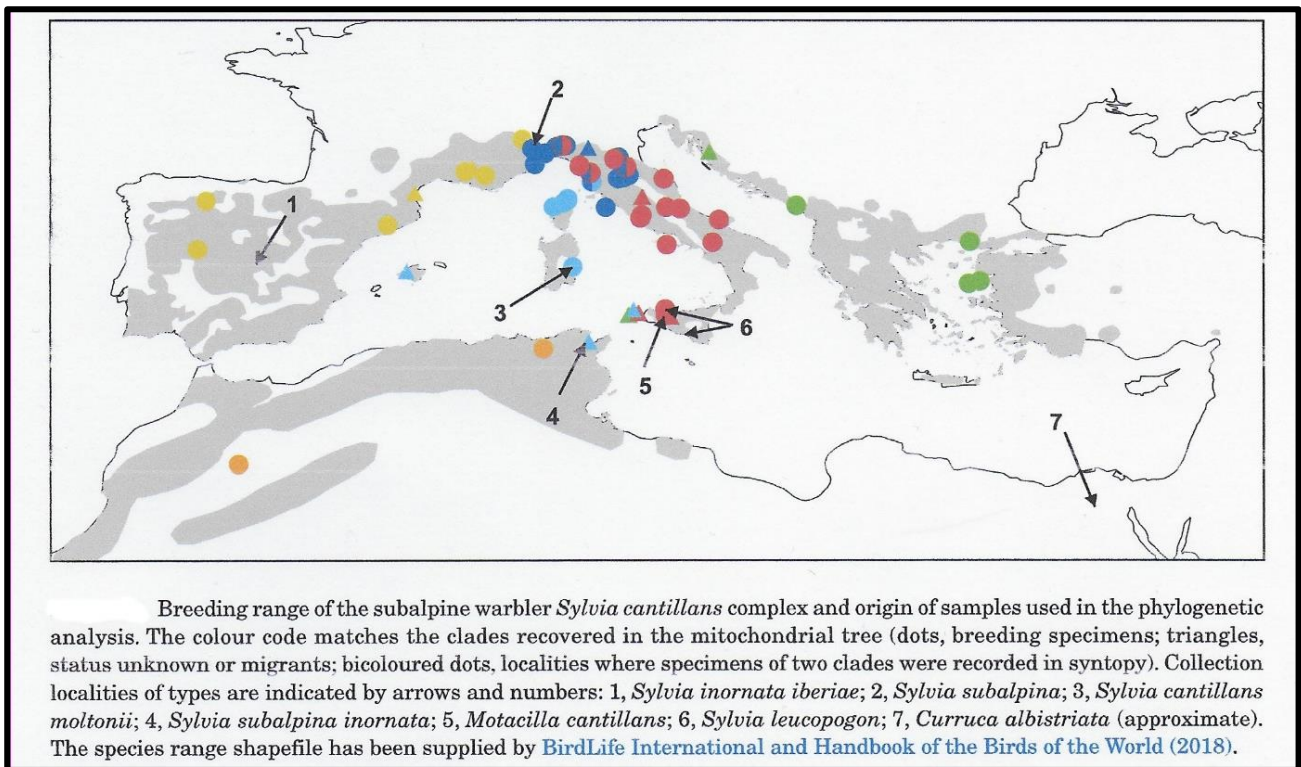 2
1
3
6
5
4
7
Breeding range of the subalpine warbler Sylvia cantillans complex and origin of samples used in the phylogenetic
analysis. The colour code matches the clades recovered in the mitochondrial tree (dots, breeding specimens; triangles,
status unknown or migrants; bicoloured dots, localities where specimens of two clades were recorded in syntopy). Collection
localities of types are indicated by arrows and numbers: 1, Sylvia inornata iberiae; 2, Sylvia subalpina; 3, Sylvia cantillans
moltonii; 4, Sylvia subalpina inornata; 5, Motacilla cantillans; 6, Sylvia leucopogon; 7, Curruca albistriata (approximate).
The species range shapefile has been supplied by BirdLife International and Handbook of the Birds of the World (2018).